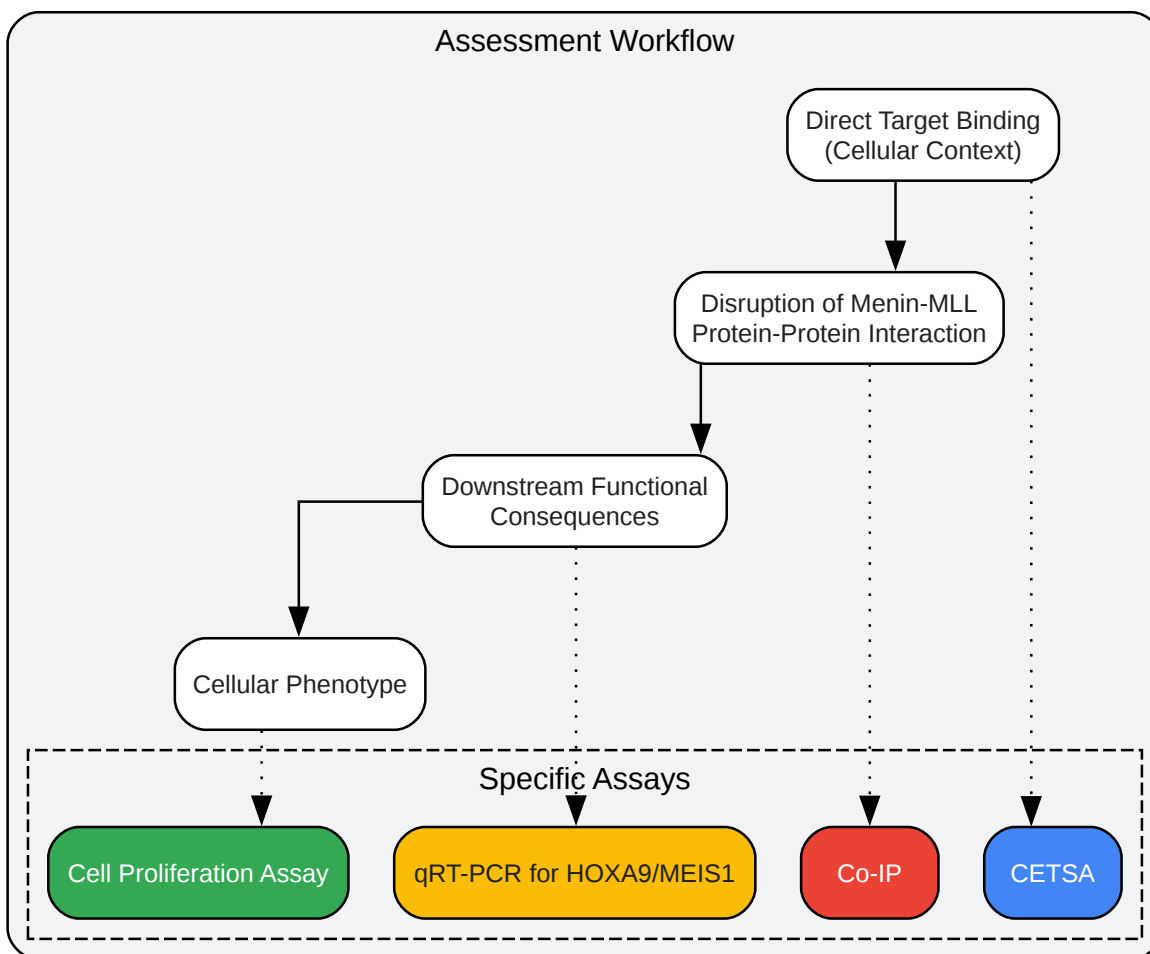 Assessment Workflow
Direct Target Binding
(Cellular Context)
Disruption of Menin-MLL
Protein-Protein Interaction
Downstream Functional
Consequences
Cellular Phenotype
Specific Assays
Cell Proliferation Assay
qRT-PCR for HOXA9/MEIS1
Co-IP
CETSA